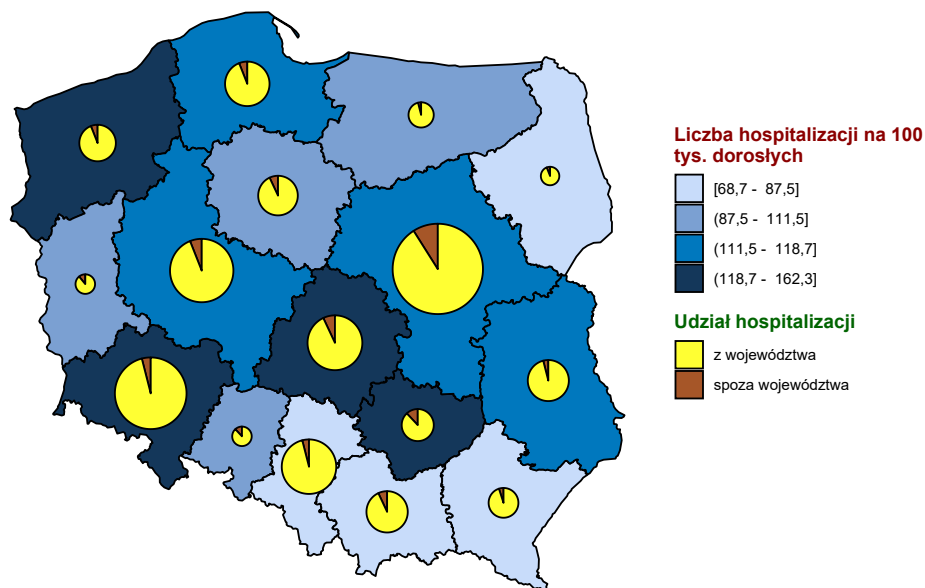 Liczba hospitalizacji na 100
tys. dorosłych
[68,7 - 87,5]
(87,5 - 111,5]
(111,5 - 118,7]
(118,7 - 162,3]
Udział hospitalizacji
z województwa
spoza województwa